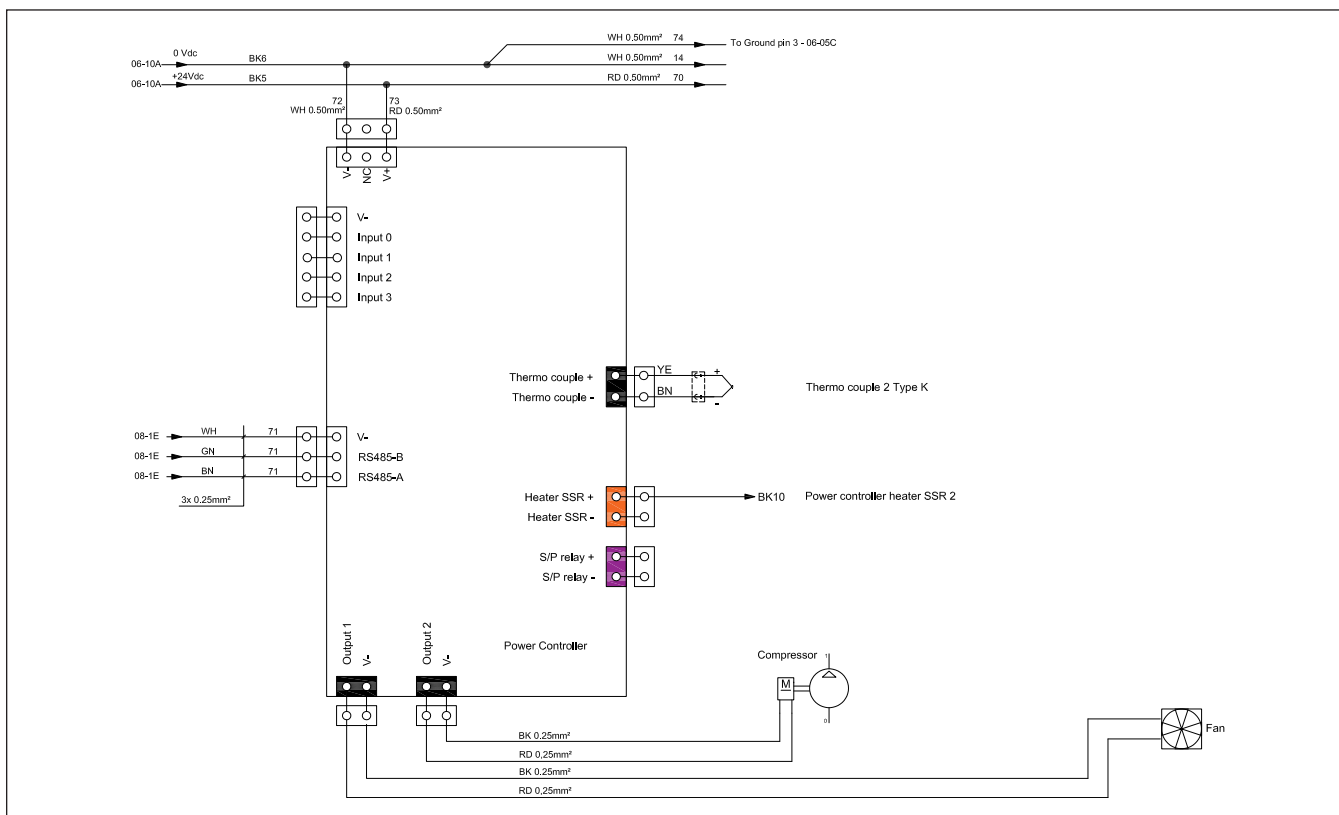 WH 0.50mm² 74
To Ground pin 3 - 06-05C
0 Vdc
06-10A
BK6
WH 0.50mm² 14
+24Vdc
06-10A
BK5
RD 0.50mm² 70
72
WH 0.50mm²
73
RD 0.50mm²
V-
NC
V+
V-
Input 0
Input 1
Input 2
Input 3
Thermo couple +
YE
+
Thermo couple -
BN
-
Thermo couple 2 Type K
08-1E
WH
71
V-
08-1E
GN
71
RS485-B
08-1E
BN
71
RS485-A
3x 0.25mm²
Heater SSR +
BK10
Power controller heater SSR 2
Heater SSR -
S/P relay +
S/P relay -
Output 1
V-
Output 2
V-
Power Controller
Compressor
1
M
0
BK 0.25mm²
RD 0,25mm²
BK 0.25mm²
RD 0,25mm²
Fan